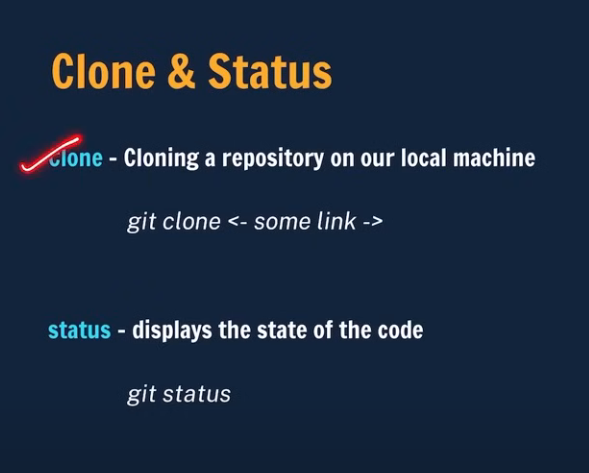 Clone & Status
clone - Cloning a repository on our local machine
git clone <- some link ->
status - displays the state of the code
git status